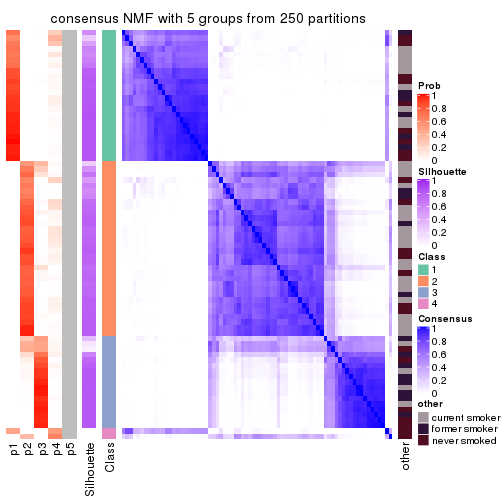 consensus NMF with 5 groups from 250 partitions
Prob
1
0.8
0.6
0.4
0.2
0
Silhouette
1
0.8
0.6
0.4
0.2
0
Class
1
2
3
4
Consensus
1
0.8
0.6
0.4
0.2
0
other
current smoker
former smoker
never smoked
p1
p2
p3
p4
p5
Silhouette
Class
other